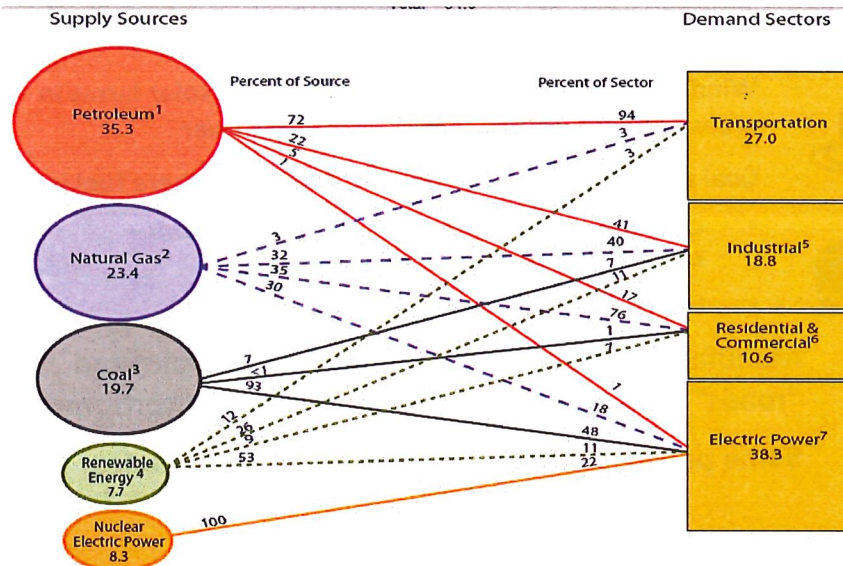 Supply Sources
Demand Sectors
Percent of Source
Percent of Sector
Petroleum1
35.3
72
22
5
1
94
3
3
Transportation
27.0
Natural Gas2
23.4
3
32
35
30
41
40
7
11
Industrial5
18.8
Coal3
19.7
7
<1
93
17
76
1
7
Residential &
Commercial6
10.6
Renewable
Energy 4
7.7
12
26
9
53
1
18
48
11
22
Electric Power7
38.3
Nuclear
Electric Power
8.3
100